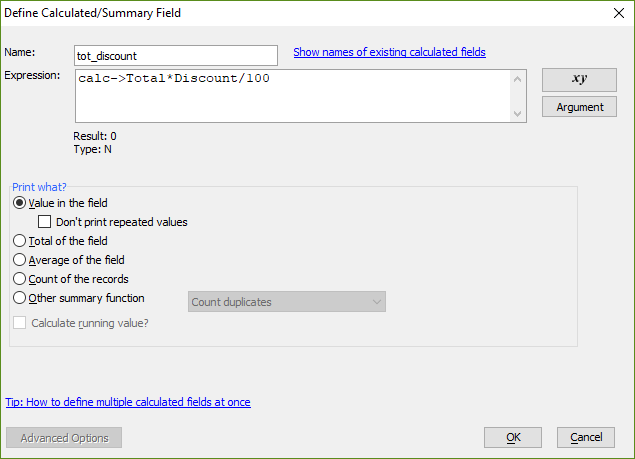 Define Calculated/Summary Field
Name:
tot_discount
Show names of existing calculated fields
Expression:
calc->Total*Discount/100
xy
Argument
Result: 0
Type: N
Print what?
Value in the field
Don't print repeated values
Total of the field
Average of the field
Count of the records
Other summary function
Count duplicates
Calculate running value?
Tip: How to define multiple calculated fields at once
Advanced Options
OK
Cancel